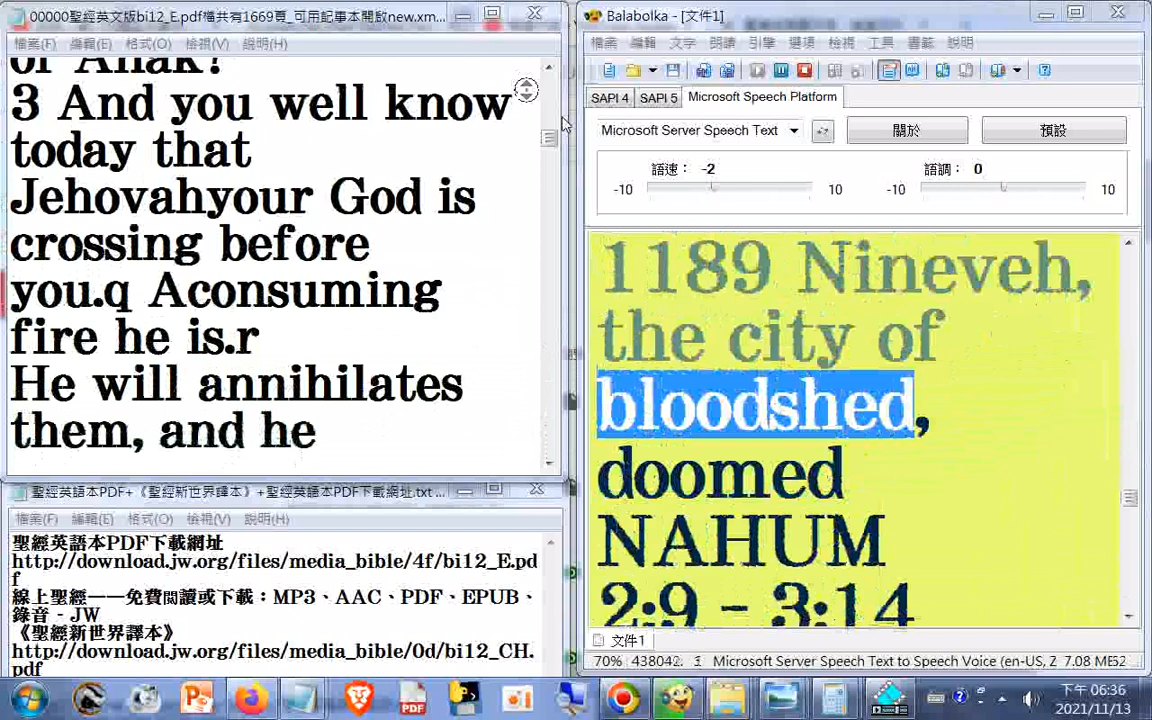 00000聖經英文版bi12_E.pdf檔共有1669頁_可用記事本開啟new.xm...
檔案(F) 編輯(E) 格式(O) 檢視(V) 說明(H)
of Anak?
3 And you well know
today that
Jehovahyour God is
crossing before
you.q Aconsuming
fire he is.r
He will annihilates
them, and he
聖經英語本PDF+《聖經新世界譯本》+聖經英語本PDF下載網址.txt ...
檔案(F) 編輯(E) 格式(O) 檢視(V) 說明(H)
聖經英語本PDF下載網址
http://download.jw.org/files/media_bible/4f/bi12_E.pd
f
線上聖經——免費閱讀或下載：MP3、AAC、PDF、EPUB、
錄音 - JW
《聖經新世界譯本》
http://download.jw.org/files/media_bible/0d/bi12_CH.
pdf
Balabolka - [文件1]
檔案 編輯 文字 朗讀 引擎 選項 檢視 工具 書籤 說明
SAPI 4 SAPI 5 Microsoft Speech Platform
Microsoft Server Speech Text 關於 預設
語速： -2 語調： 0
-10 10 -10 10
1189 Nineveh,
the city of
bloodshed,
doomed
NAHUM
2:9 – 3:14
文件1
70% 438042. 1 Microsoft Server Speech Text to Speech Voice (en-US, Z 7.08 ME52
下午 06:36
2021/11/13